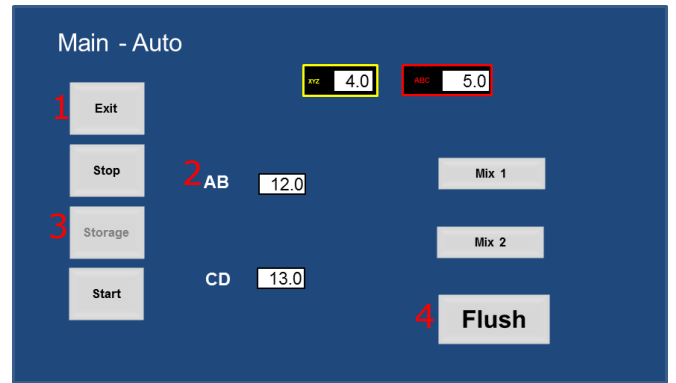 Main - Auto
XYZ 4.0
ABC 5.0
1 Exit
Stop
2 AB 12.0
Mix 1
3 Storage
Mix 2
Start
CD 13.0
4 Flush